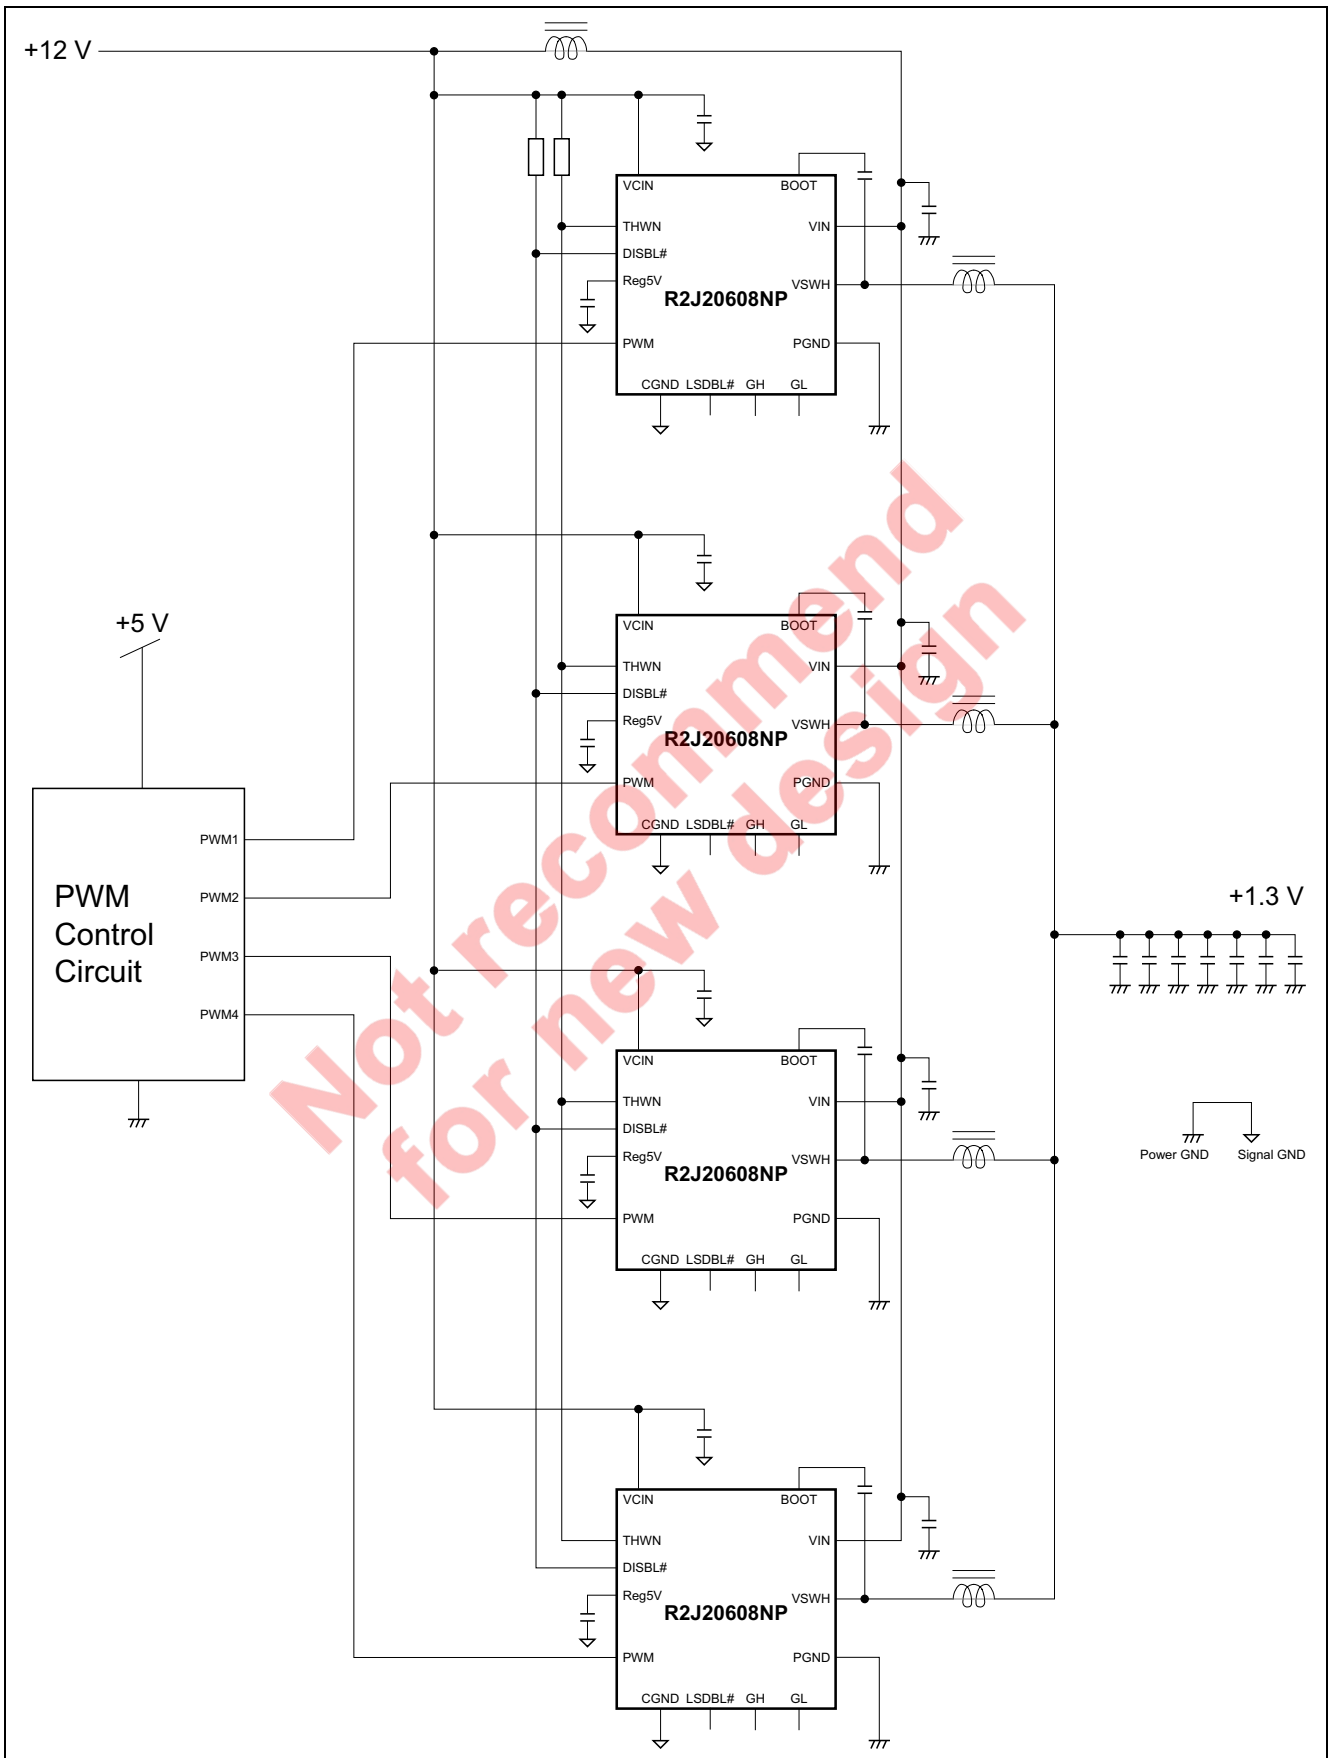 +12 V
VCIN
BOOT
THWN
VIN
DISBL#
Reg5V
VSWH
R2J20608NP
PWM
PGND
CGND LSDBL# GH GL
+5 V
VCIN
BOOT
THWN
VIN
DISBL#
Reg5V
VSWH
R2J20608NP
PWM
PGND
CGND LSDBL# GH GL
PWM
Control
Circuit
PWM1
PWM2
PWM3
PWM4
+1.3 V
VCIN
BOOT
THWN
VIN
DISBL#
Reg5V
VSWH
R2J20608NP
PWM
PGND
CGND LSDBL# GH GL
Power GND
Signal GND
VCIN
BOOT
THWN
VIN
DISBL#
Reg5V
VSWH
R2J20608NP
PWM
PGND
CGND LSDBL# GH GL
Not recommend
for new design